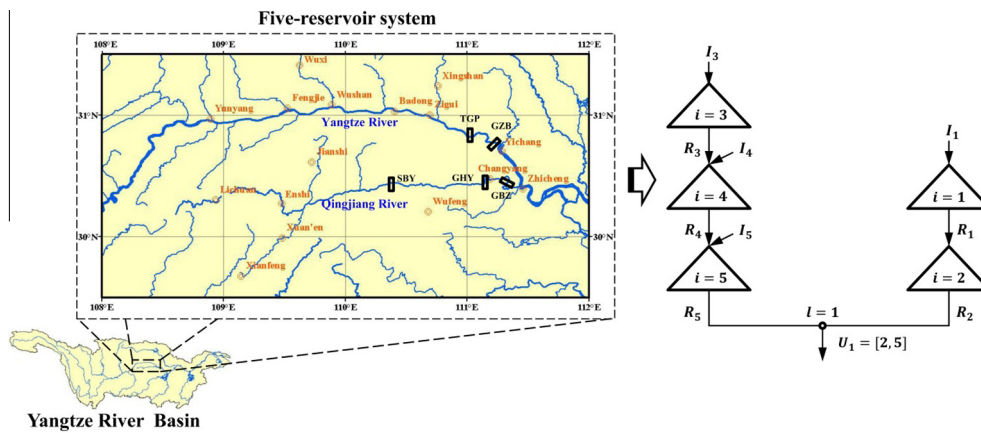 Five-reservoir system
108°E
109°E
110°E
111°E
112°E
Wuxi
Xingshan
Yunyang
Fengjie
Wushan
Badong
Zigui
31°N
31°N
Yangtze River
TGP
GZB
Yichang
Jianshi
Changyang
Zhicheng
Lichuan
Enshi
SBY
GHY
GBZ
Qingjiang River
Wufeng
Xuan'en
30°N
30°N
Xianfeng
108°E
109°E
110°E
111°E
112°E
Yangtze River Basin
I₃
i = 3
R₃
I₄
i = 4
R₄
I₅
i = 5
R₅
I₁
i = 1
R₁
i = 2
R₂
l = 1
U₁ = [2, 5]